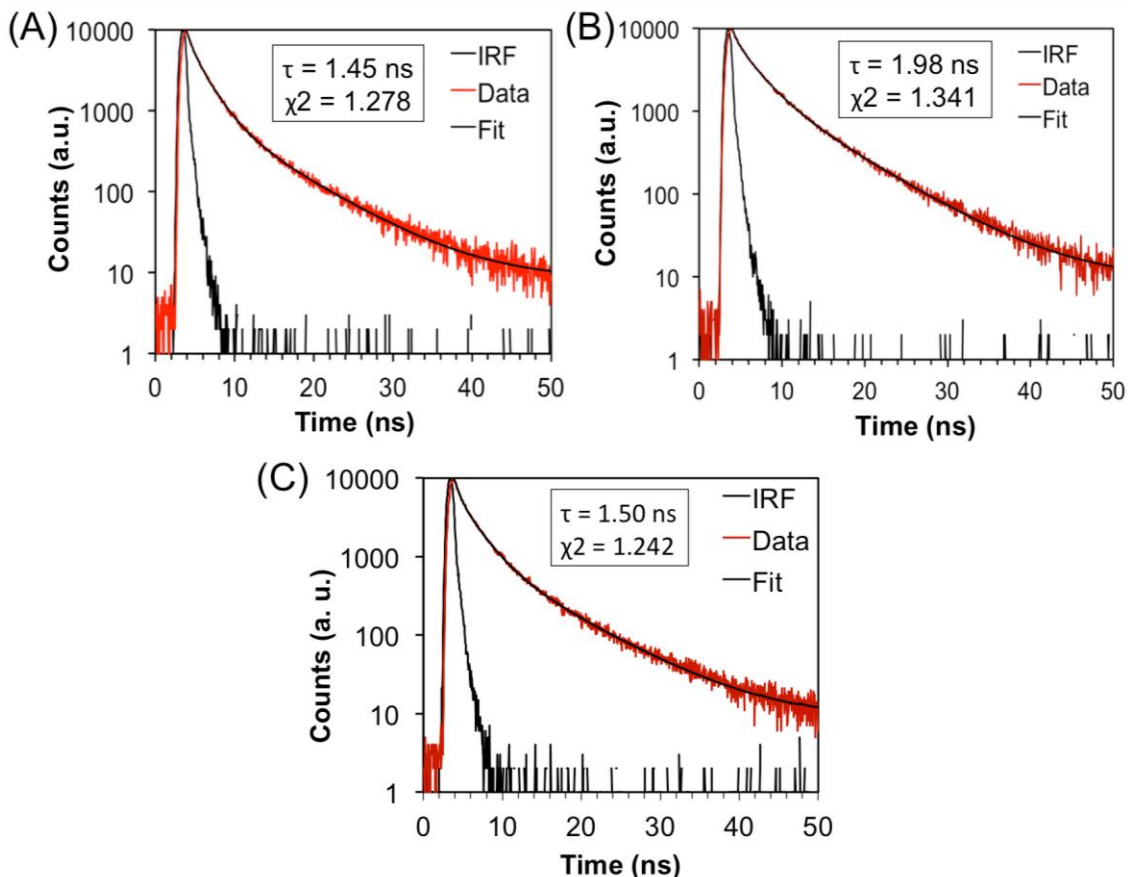 (A)
10000
1000
100
10
1
Counts (a.u.)
τ = 1.45 ns
χ2 = 1.278
IRF
Data
Fit
0 10 20 30 40 50
Time (ns)
(B)
10000
1000
100
10
1
Counts (a.u.)
τ = 1.98 ns
χ2 = 1.341
IRF
Data
Fit
0 10 20 30 40 50
Time (ns)
(C)
10000
1000
100
10
1
Counts (a. u.)
τ = 1.50 ns
χ2 = 1.242
IRF
Data
Fit
0 10 20 30 40 50
Time (ns)